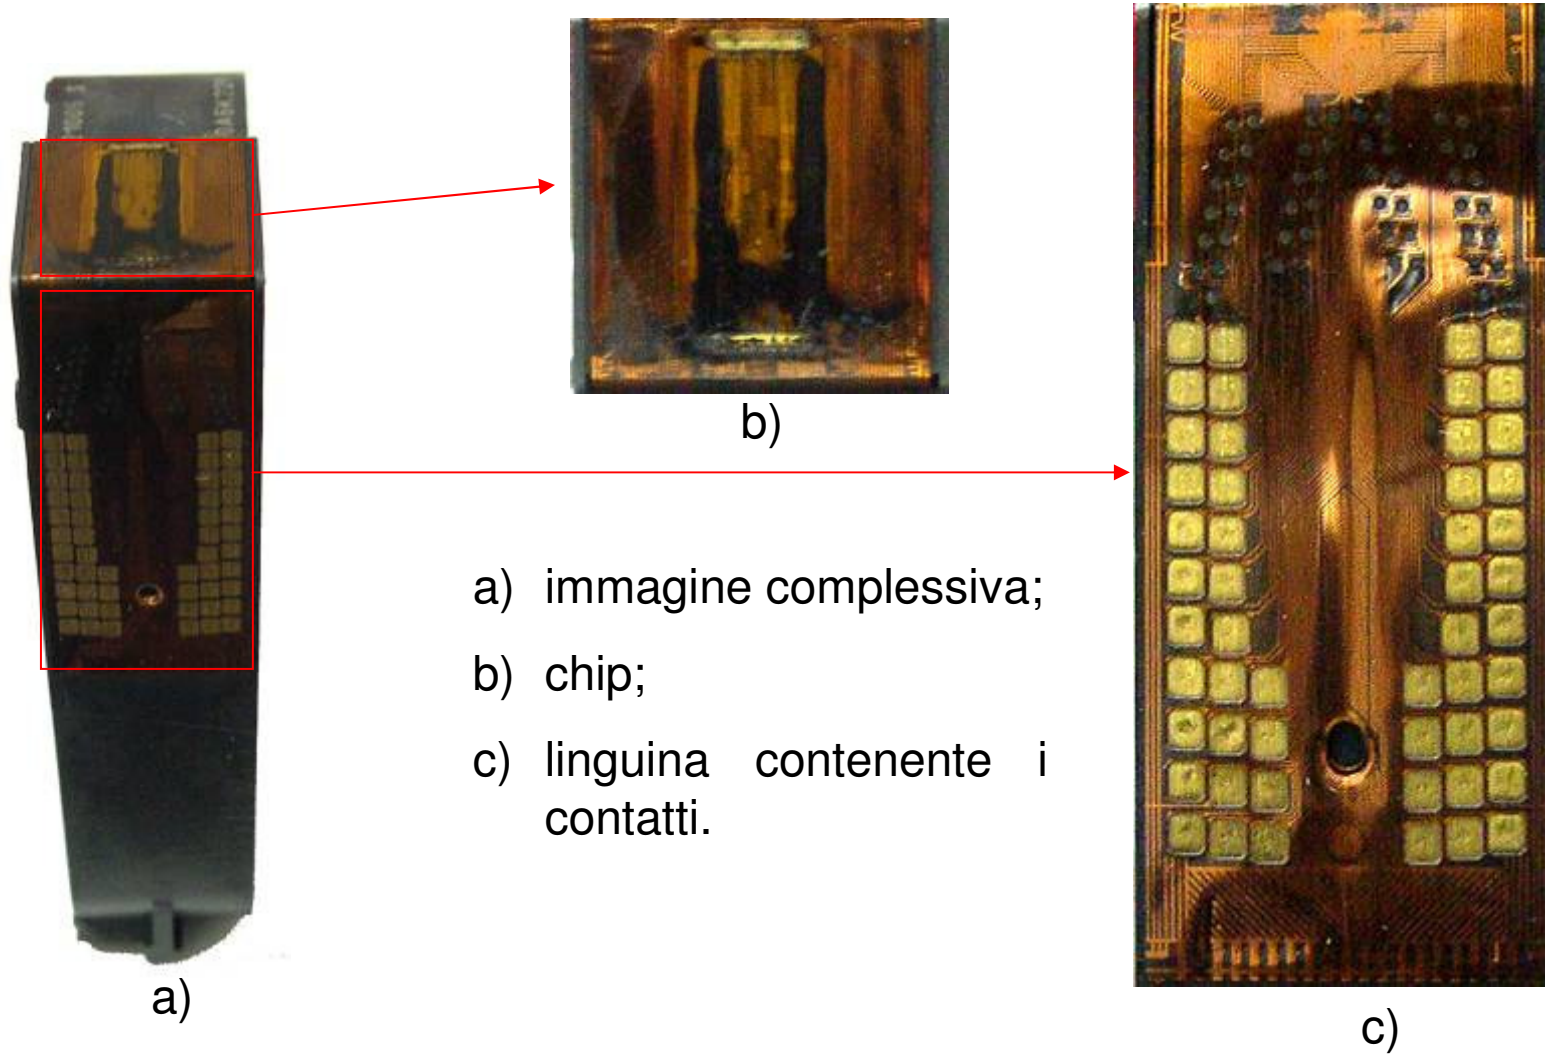 b)
a) immagine complessiva;
b) chip;
c) linguina contenente i
contatti.
a)
c)